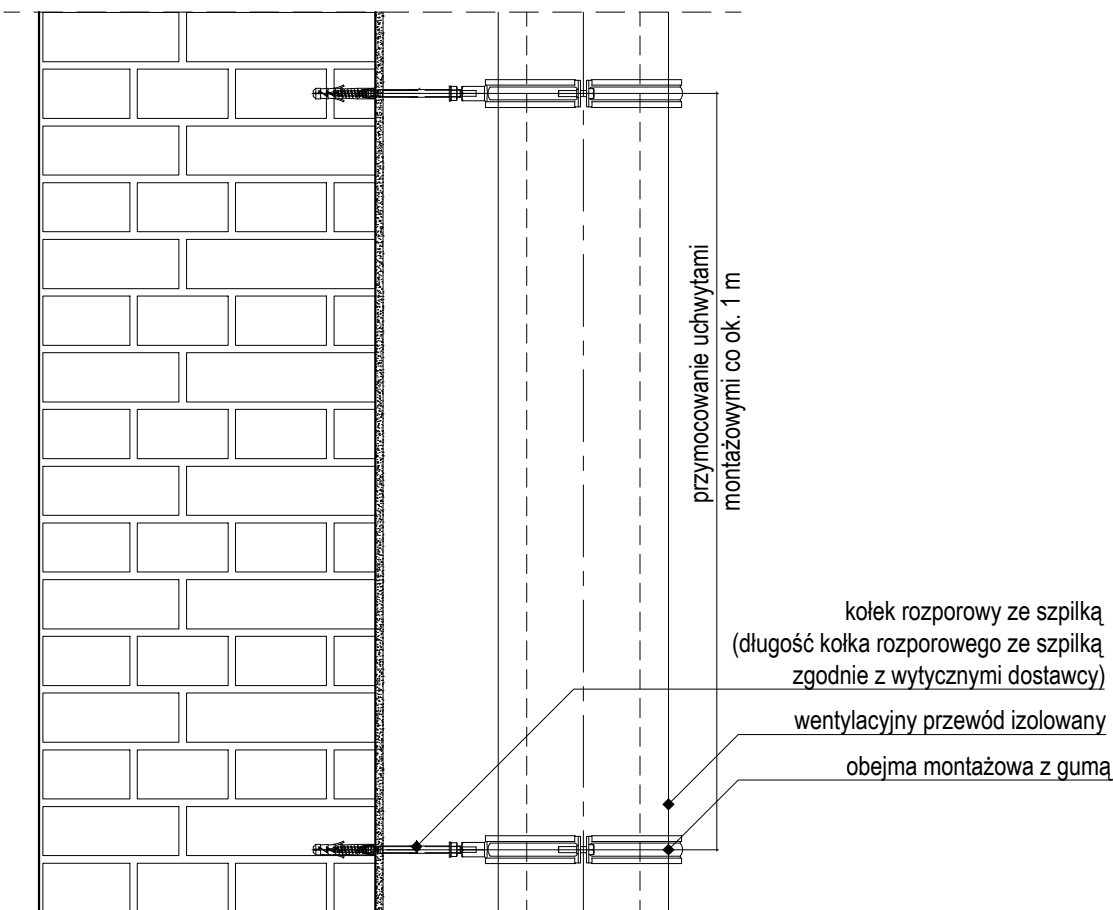 przymocowanie uchwytami
montażowymi co ok. 1 m
kołek rozporowy ze szpilką
(długość kołka rozporowego ze szpilką
zgodnie z wytycznymi dostawcy)
wentylacyjny przewód izolowany
obejma montażowa z gumą